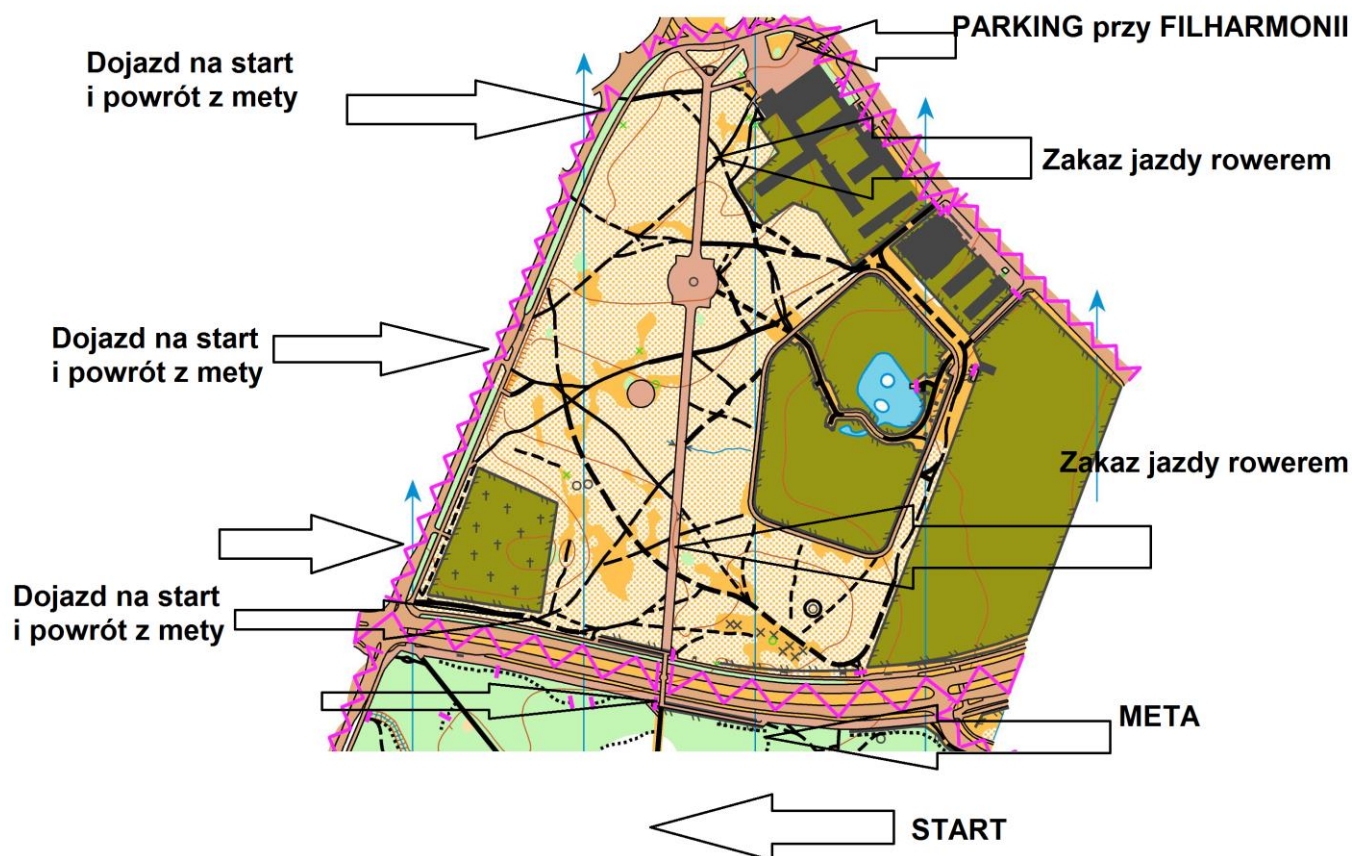 PARKING przy FILHARMONII
Dojazd na start
i powrót z mety
Zakaz jazdy rowerem
Dojazd na start
i powrót z mety
Zakaz jazdy rowerem
Dojazd na start
i powrót z mety
META
START